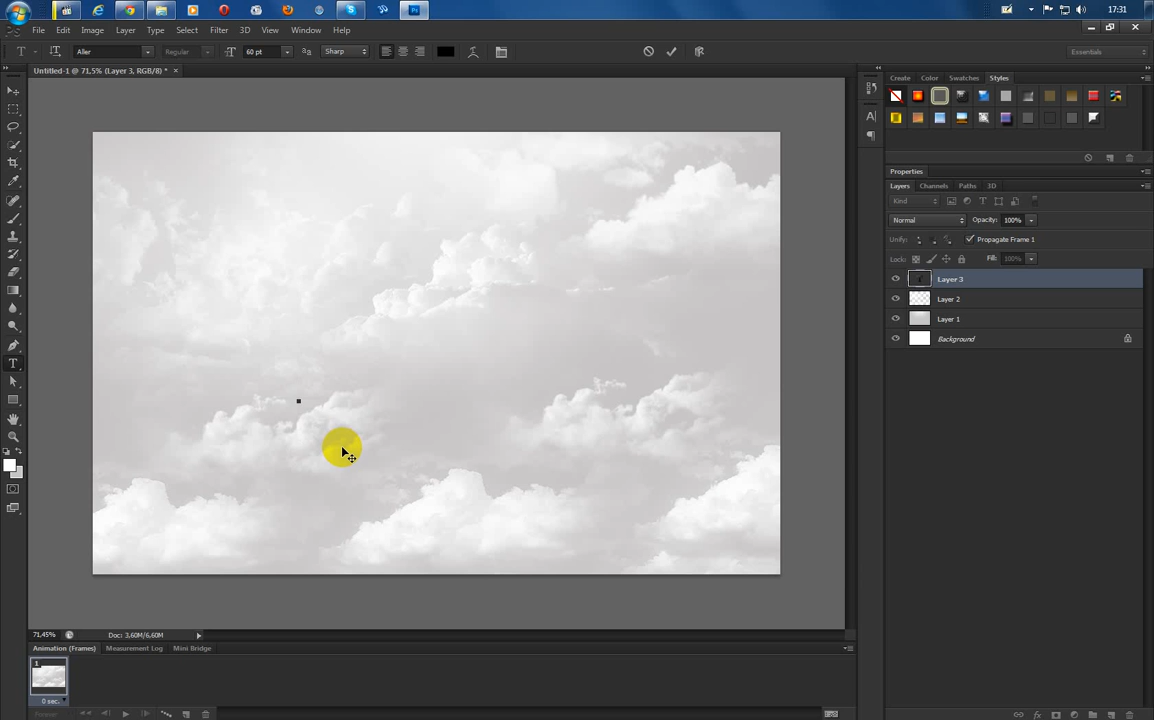 17:31
File Edit Image Layer Type Select Filter 3D View Window Help
Aller Regular 60 pt Sharp Essentials
Untitled-1 @ 71,5% (Layer 3, RGB/8) *
Create Color Swatches Styles
Properties
Layers Channels Paths 3D
Kind
Normal Opacity: 100%
Unify: Propagate Frame 1
Lock: Fill: 100%
Layer 3
Layer 2
Layer 1
Background
71,45% Doc: 3,60M/6,60M
Animation (Frames) Measurement Log Mini Bridge
1
0 sec.
Forever